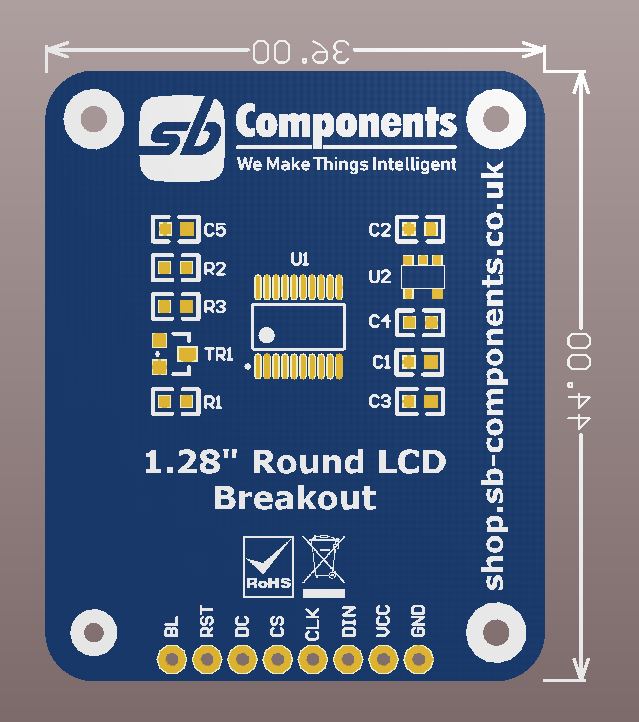 36.00
sb
Components
We Make Things Intelligent
C5
R2
R3
TR1
R1
U1
C2
U2
C4
C1
C3
44.00
shop.sb-components.co.uk
1.28" Round LCD
Breakout
RoHS
BL
RST
DC
CS
CLK
DIN
VCC
GND